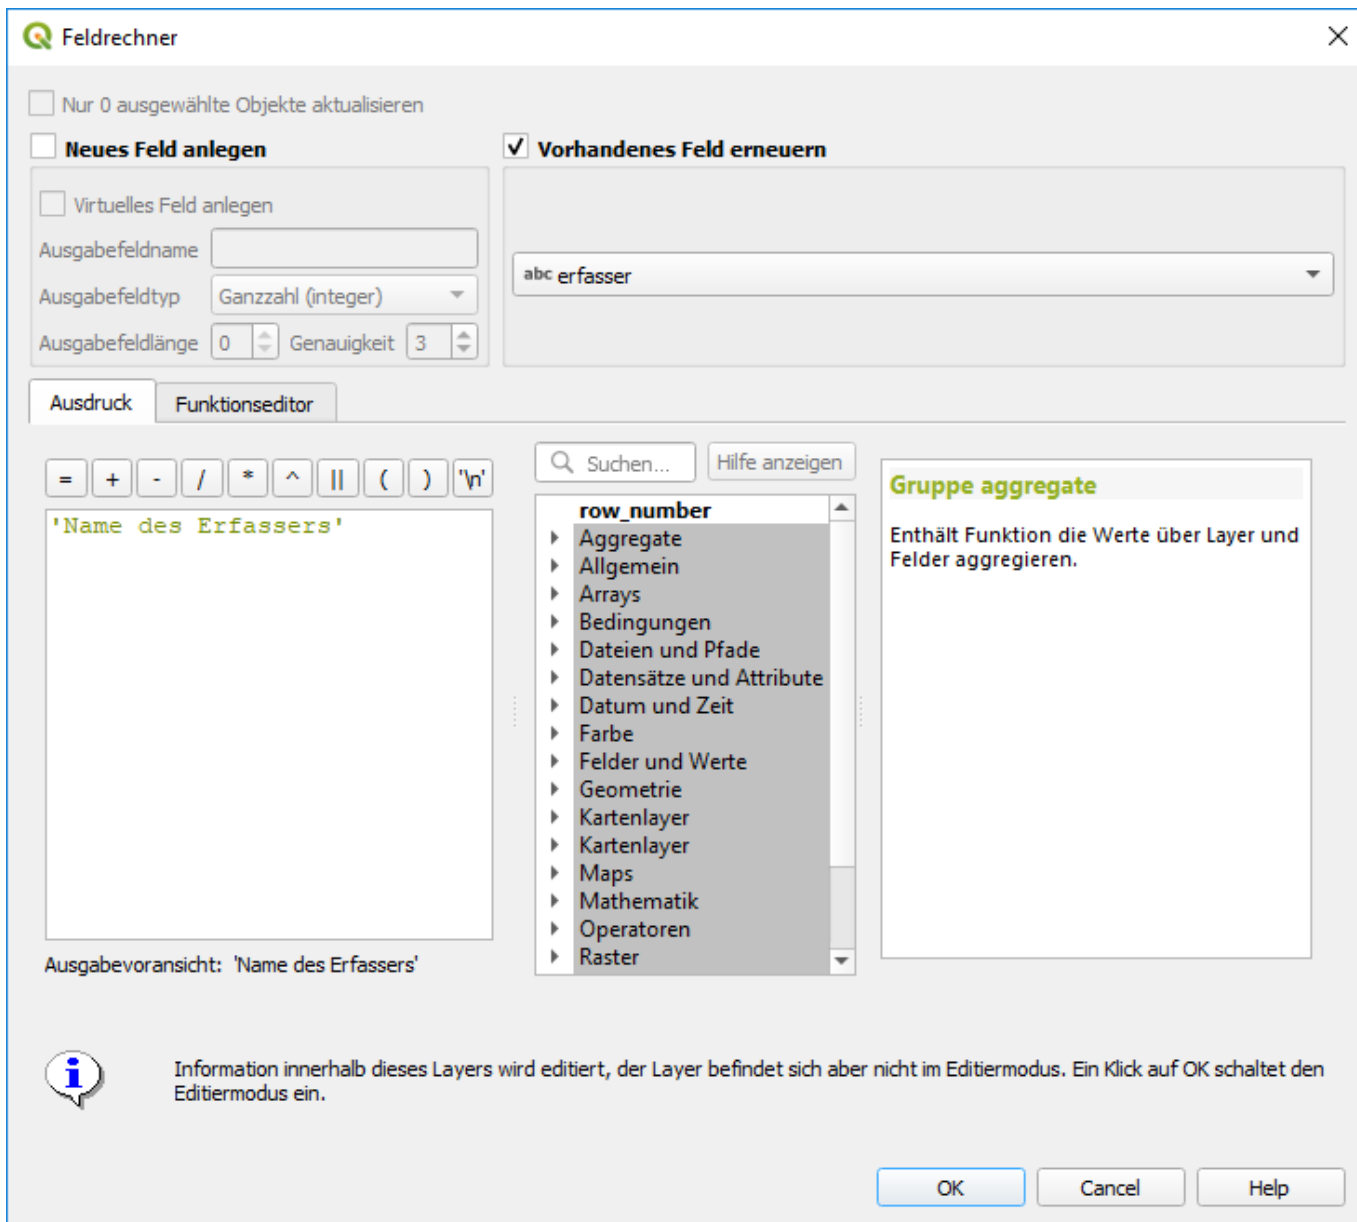 Feldrechner
Nur 0 ausgewählte Objekte aktualisieren
Neues Feld anlegen
Virtuelles Feld anlegen
Ausgabefeldname
Ausgabefeldtyp Ganzzahl (integer)
Ausgabefeldlänge 0 Genauigkeit 3
Vorhandenes Feld erneuern
abc erfasser
Ausdruck Funktionseditor
= + - / * ^ || ( ) '\n'
'Name des Erfassers'
Ausgabevoransicht: 'Name des Erfassers'
Suchen... Hilfe anzeigen
row_number
Aggregate
Allgemein
Arrays
Bedingungen
Dateien und Pfade
Datensätze und Attribute
Datum und Zeit
Farbe
Felder und Werte
Geometrie
Kartenlayer
Kartenlayer
Maps
Mathematik
Operatoren
Raster
Gruppe aggregate
Enthält Funktion die Werte über Layer und
Felder aggregieren.
Information innerhalb dieses Layers wird editiert, der Layer befindet sich aber nicht im Editiermodus. Ein Klick auf OK schaltet den
Editiermodus ein.
OK Cancel Help